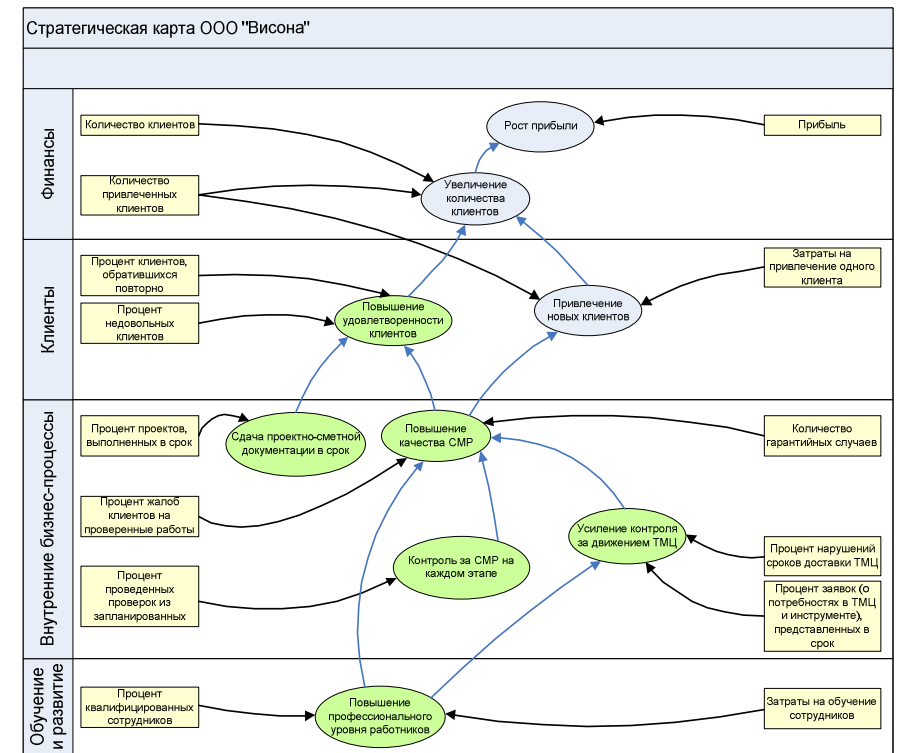 Стратегическая карта ООО "Висона"
Финансы
Количество клиентов
Рост прибыли
Прибыль
Количество
привлеченных
клиентов
Увеличение
количества
клиентов
Клиенты
Процент клиентов,
обратившихся
повторно
Затраты на
привлечение одного
клиента
Процент
недовольных
клиентов
Повышение
удовлетворенности
клиентов
Привлечение
новых клиентов
Внутренние бизнес-процессы
Процент проектов,
выполненных в срок
Сдача проектно-сметной
документации в срок
Повышение
качества СМР
Количество
гарантийных случаев
Процент жалоб
клиентов на
проверенные работы
Усиление контроля
за движением ТМЦ
Контроль за СМР на
каждом этапе
Процент нарушений
сроков доставки ТМЦ
Процент
проведенных
проверок из
запланированных
Процент заявок (о
потребностях в ТМЦ
и инструменте),
представленных в
срок
Обучение
и развитие
Процент
квалифицированных
сотрудников
Повышение
профессионального
уровня работников
Затраты на обучение
сотрудников